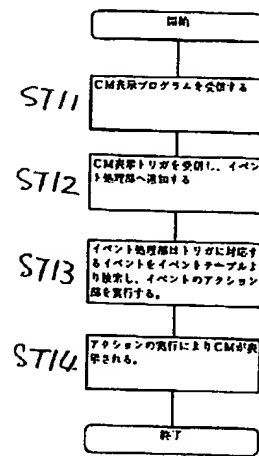 開始
ST11
CM表示プログラムを受信する
ST12
CM表示トリガを受信し、イベン
ト処理部へ通知する
ST13
イベント処理部はトリガに対応す
るイベントをイベントテーブルよ
り検索し、イベントのアクション
部を実行する。
ST14
アクションの実行によりCMが表
示される。
終了